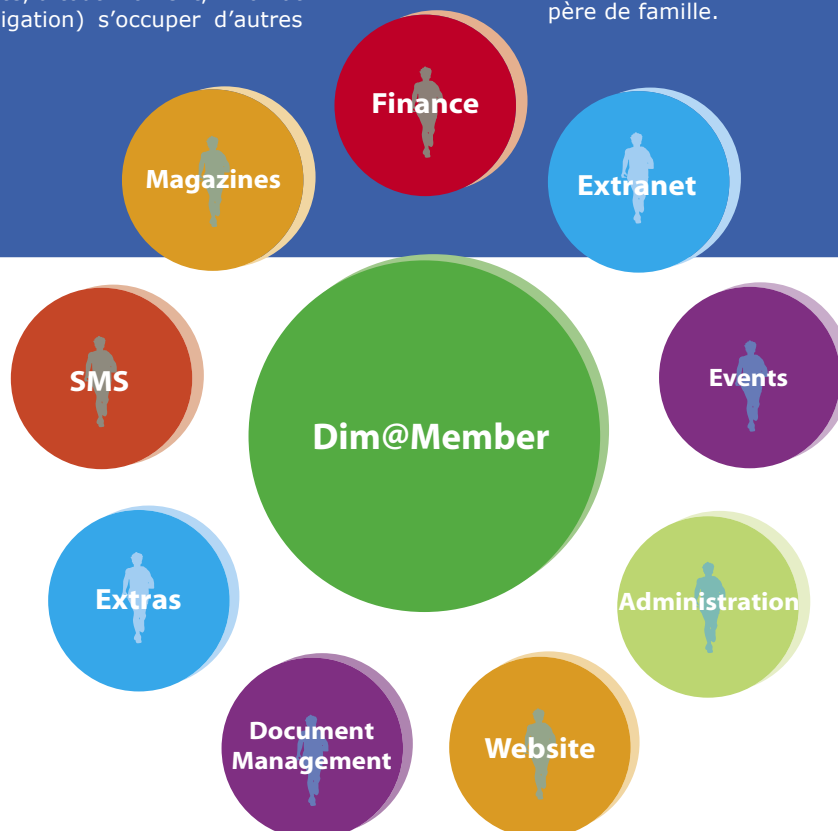 igation) s’occuper d’autres
père de famille.
Finance
Magazines
Extranet
SMS
Events
Dim@Member
Extras
Administration
Document
Management
Website